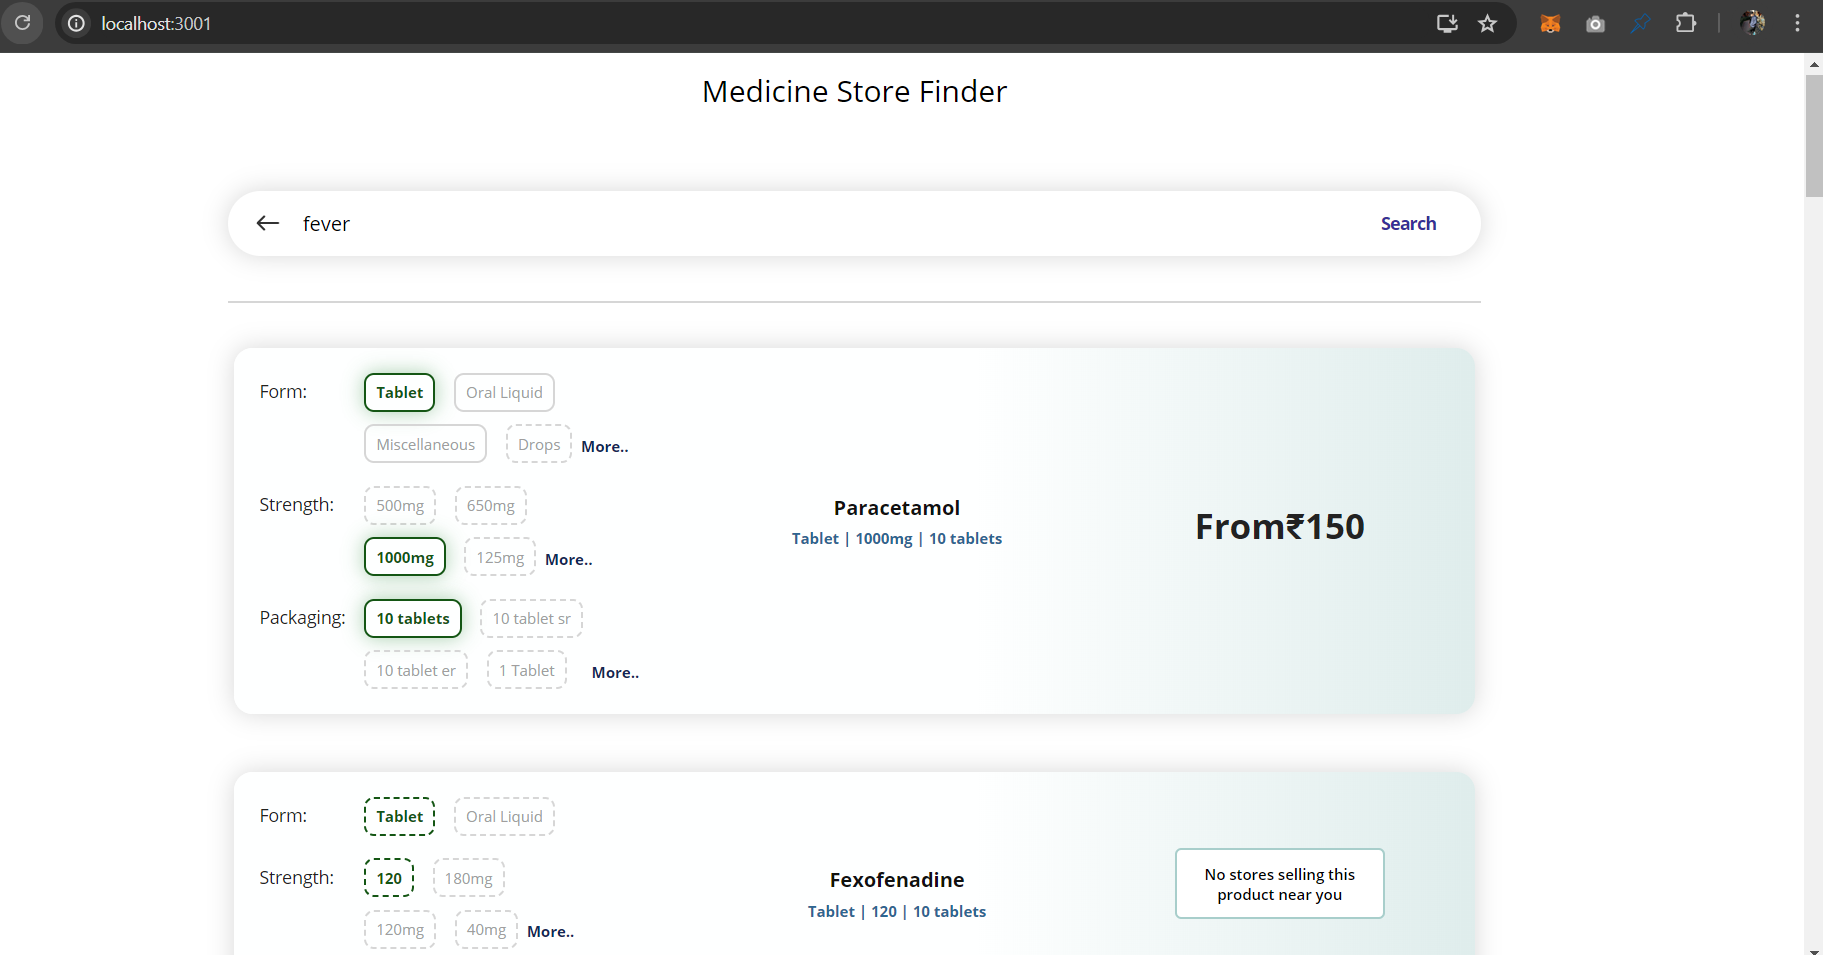 localhost:3001
Medicine Store Finder
fever
Search
Form:
Tablet
Oral Liquid
Miscellaneous
Drops
More..
Strength:
500mg
650mg
1000mg
125mg
More..
Packaging:
10 tablets
10 tablet sr
10 tablet er
1 Tablet
More..
Paracetamol
Tablet | 1000mg | 10 tablets
From₹150
Form:
Tablet
Oral Liquid
Strength:
120
180mg
120mg
40mg
More..
Fexofenadine
Tablet | 120 | 10 tablets
No stores selling this
product near you